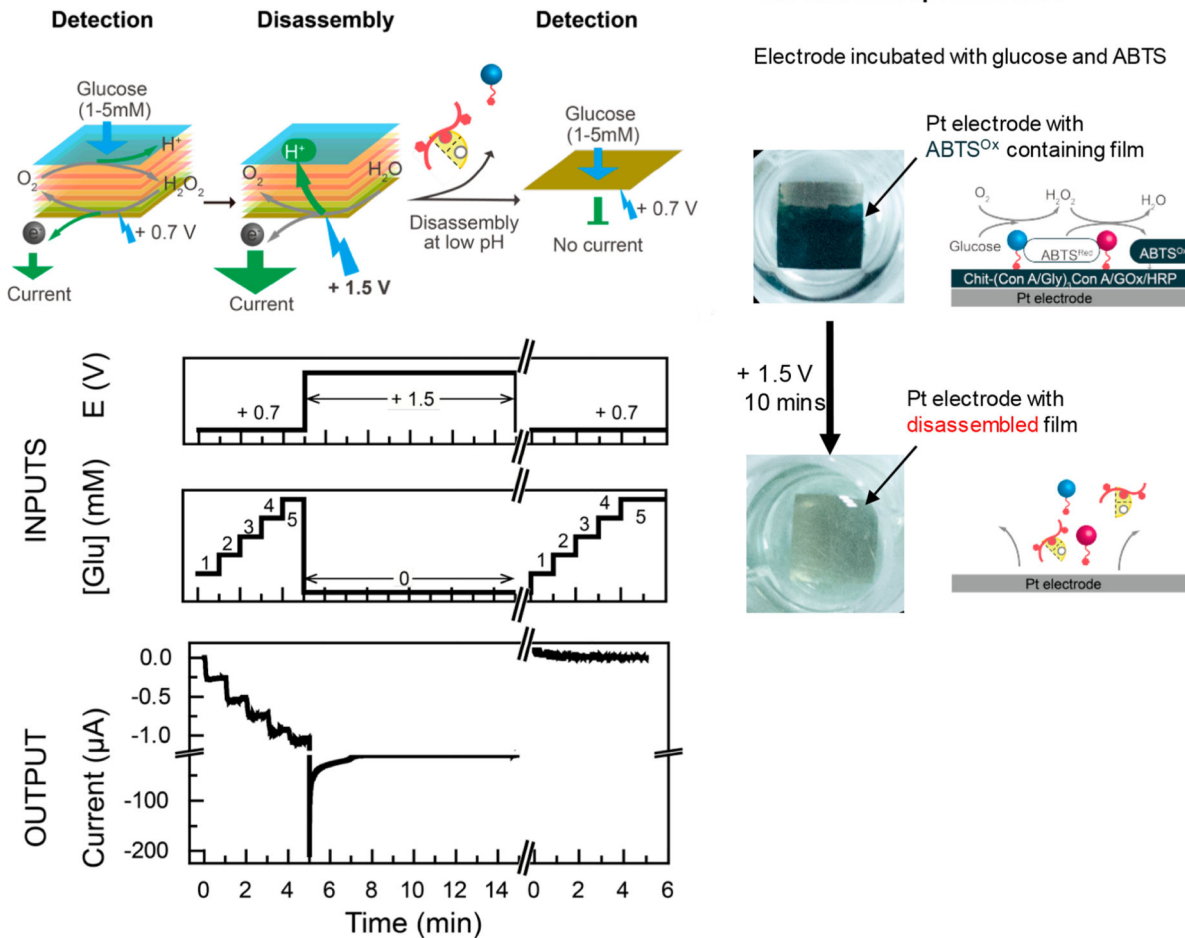 Detection
Disassembly
Detection
Glucose
(1-5mM)
H⁺
O₂
H₂O₂
e⁻
+ 0.7 V
Current
H⁺
O₂
H₂O
e⁻
+ 1.5 V
Current
Disassembly
at low pH
Glucose
(1-5mM)
+ 0.7 V
No current
INPUTS
E (V)
+ 0.7
+ 1.5
+ 0.7
[Glu] (mM)
1
2
3
4
5
0
1
2
3
4
5
OUTPUT
Current (µA)
0.0
-0.5
-1.0
-100
-200
0 2 4 6 8 10 12 14 0 2 4 6
Time (min)
Electrode incubated with glucose and ABTS
Pt electrode with
ABTSᴼˣ containing film
O₂
H₂O₂
H₂O
Glucose
ABTSᴿᵉᵈ
Chit-(Con A/Gly)₃Con A/GOx/HRP
Pt electrode
+ 1.5 V
10 mins
Pt electrode with
disassembled film
Pt electrode